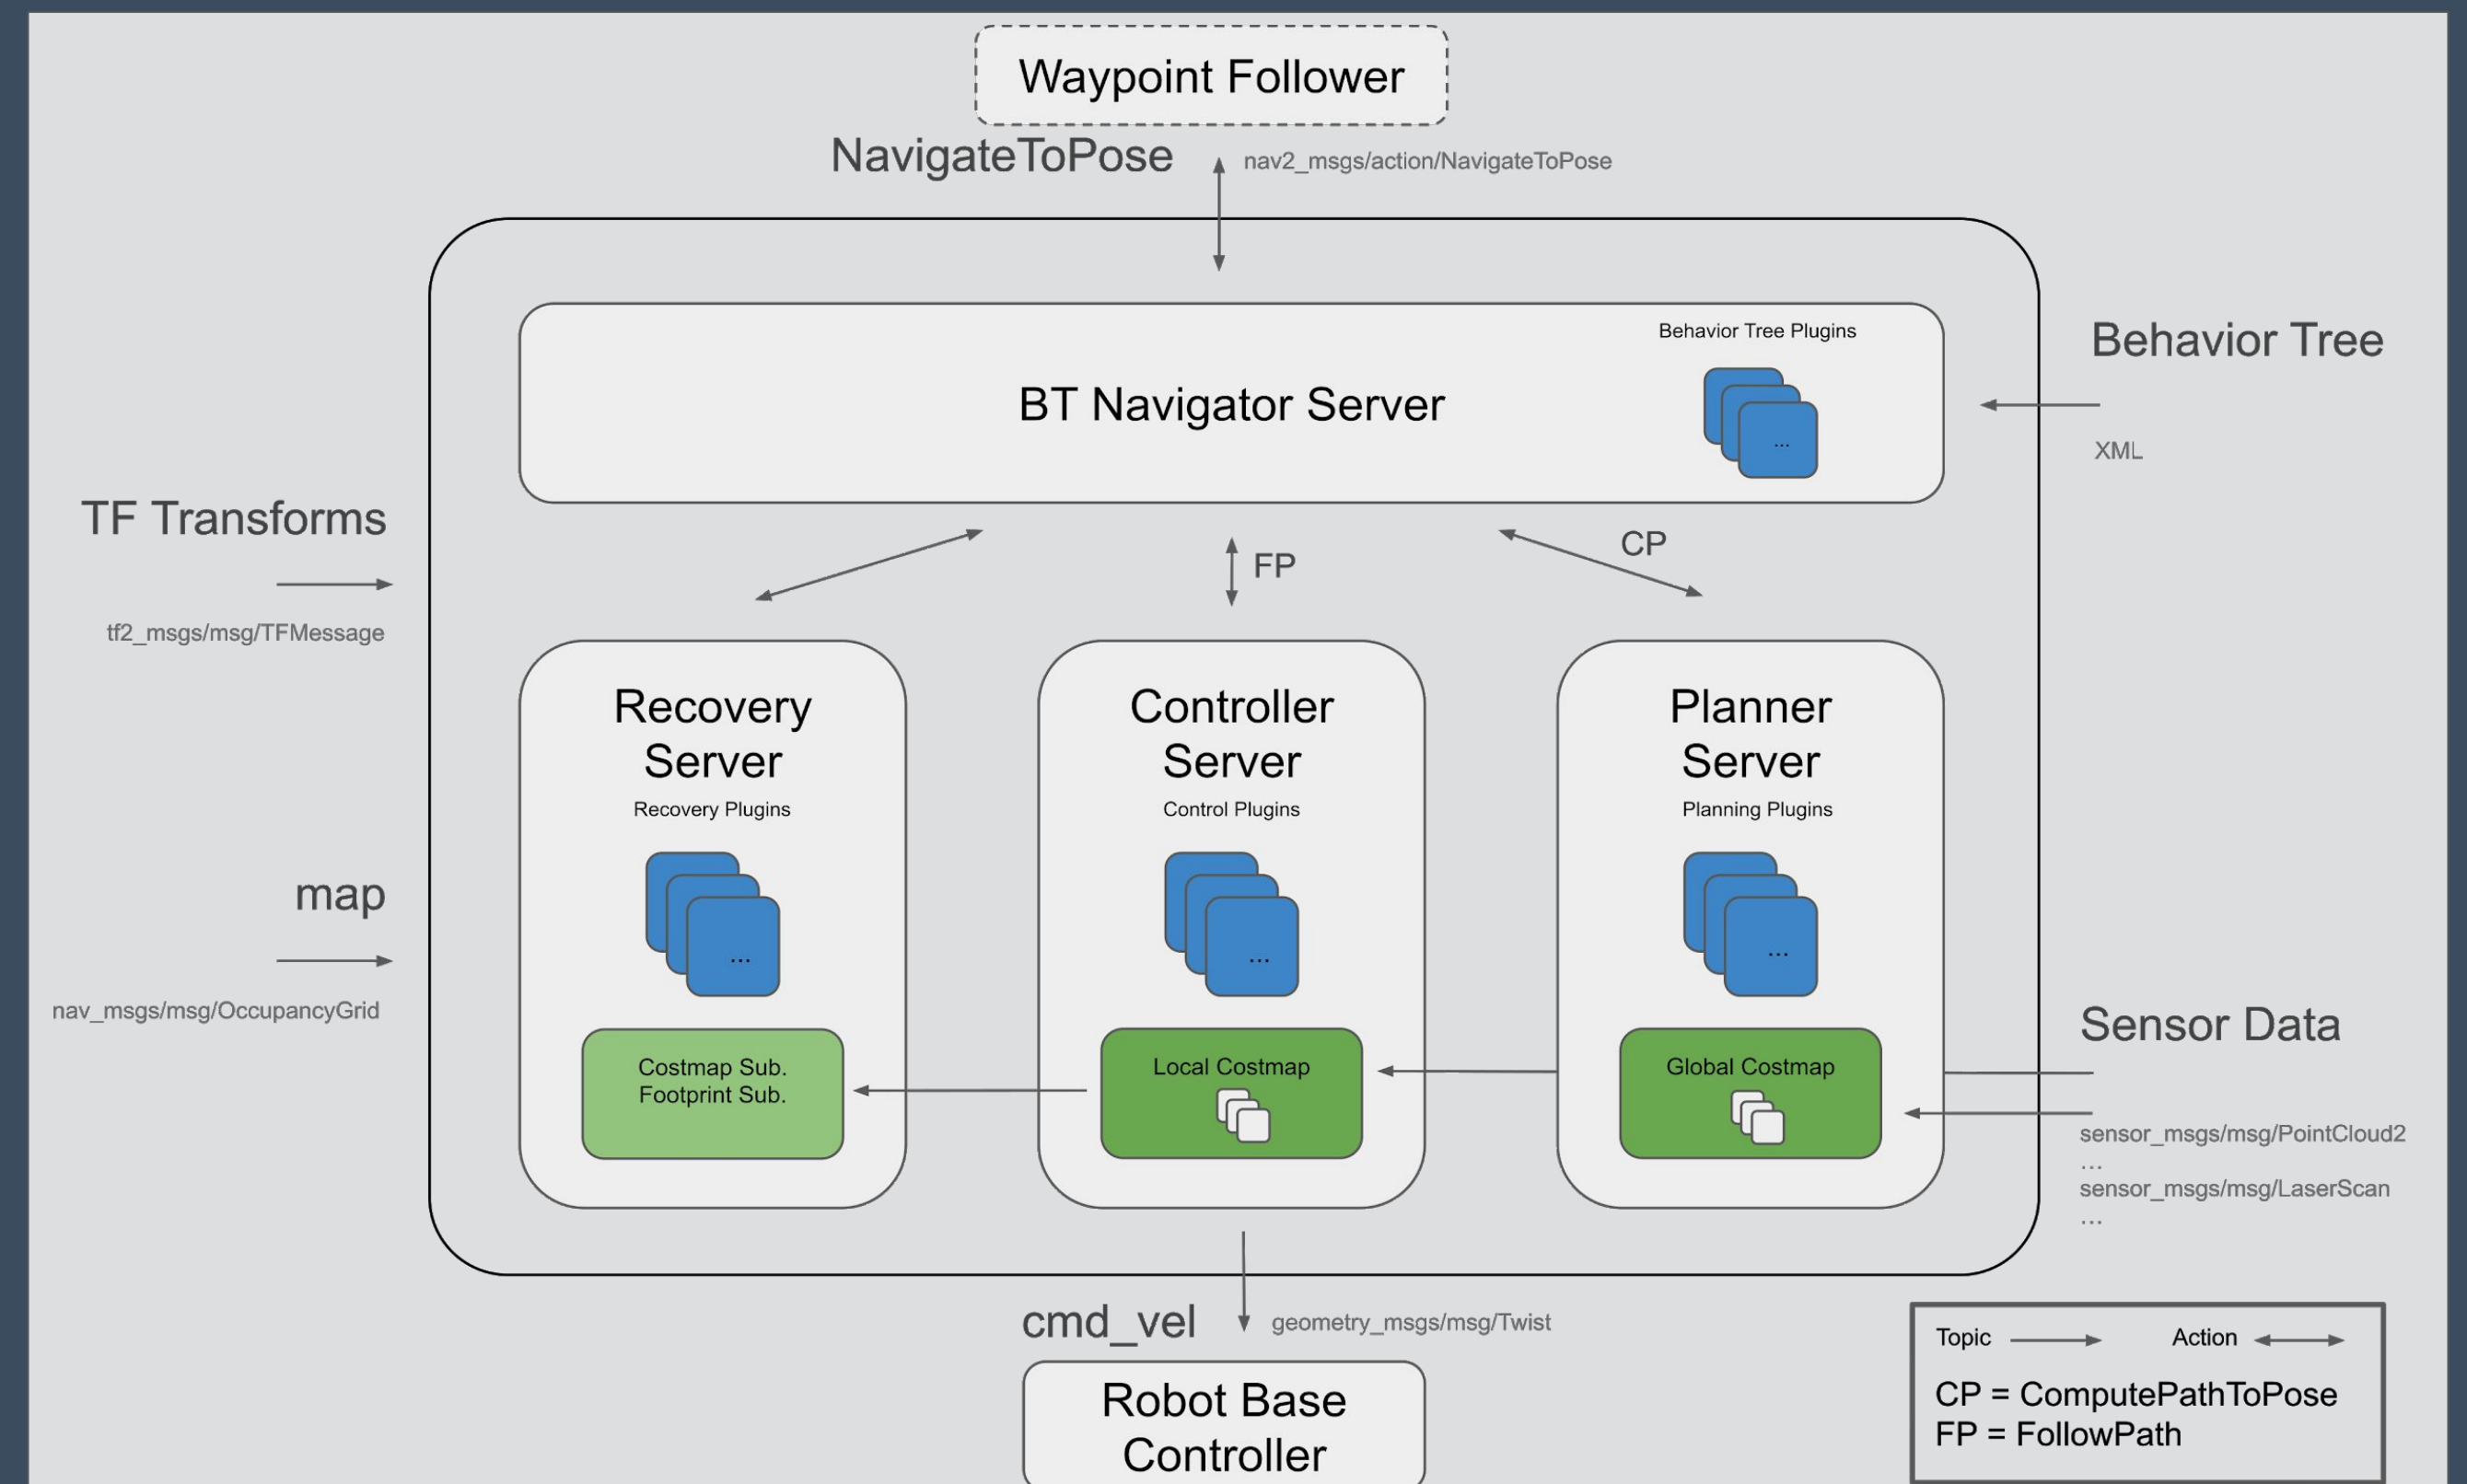 Waypoint Follower
NavigateToPose
nav2_msgs/action/NavigateToPose
Behavior Tree Plugins
BT Navigator Server
...
Behavior Tree
XML
TF Transforms
tf2_msgs/msg/TFMessage
FP
CP
Recovery
Server
Recovery Plugins
...
Controller
Server
Control Plugins
...
Planner
Server
Planning Plugins
...
map
nav_msgs/msg/OccupancyGrid
Costmap Sub.
Footprint Sub.
Local Costmap
Global Costmap
Sensor Data
sensor_msgs/msg/PointCloud2
...
sensor_msgs/msg/LaserScan
...
cmd_vel
geometry_msgs/msg/Twist
Robot Base
Controller
Topic
Action
CP = ComputePathToPose
FP = FollowPath